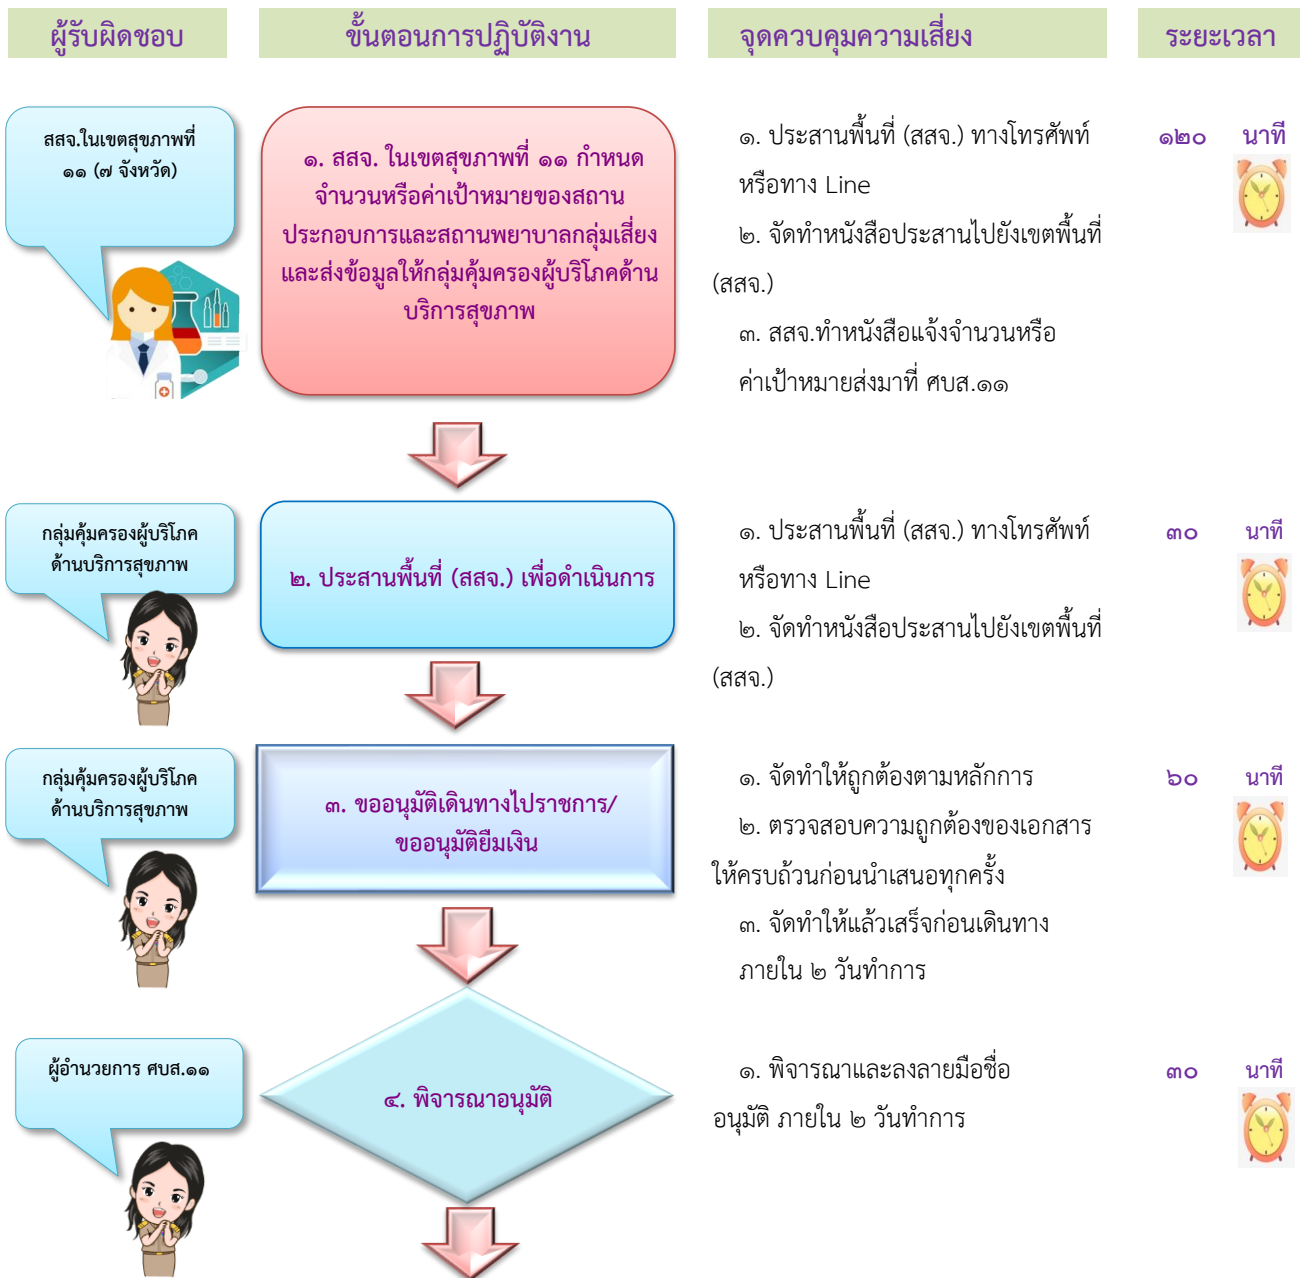 ผู้รับผิดชอบ
ขั้นตอนการปฏิบัติงาน
จุดควบคุมความเสี่ยง
ระยะเวลา
สสจ.ในเขตสุขภาพที่
๑๑ (๗ จังหวัด)
๑. สสจ. ในเขตสุขภาพที่ ๑๑ กำหนด
จำนวนหรือค่าเป้าหมายของสถาน
ประกอบการและสถานพยาบาลกลุ่มเสี่ยง
และส่งข้อมูลให้กลุ่มคุ้มครองผู้บริโภคด้าน
บริการสุขภาพ
๑. ประสานพื้นที่ (สสจ.) ทางโทรศัพท์
หรือทาง Line
๒. จัดทำหนังสือประสานไปยังเขตพื้นที่
(สสจ.)
๓. สสจ.ทำหนังสือแจ้งจำนวนหรือ
ค่าเป้าหมายส่งมาที่ ศบส.๑๑
๑๒๐ นาที
กลุ่มคุ้มครองผู้บริโภค
ด้านบริการสุขภาพ
๒. ประสานพื้นที่ (สสจ.) เพื่อดำเนินการ
๑. ประสานพื้นที่ (สสจ.) ทางโทรศัพท์
หรือทาง Line
๒. จัดทำหนังสือประสานไปยังเขตพื้นที่
(สสจ.)
๓๐ นาที
กลุ่มคุ้มครองผู้บริโภค
ด้านบริการสุขภาพ
๓. ขออนุมัติเดินทางไปราชการ/
ขออนุมัติยืมเงิน
๑. จัดทำให้ถูกต้องตามหลักการ
๒. ตรวจสอบความถูกต้องของเอกสาร
ให้ครบถ้วนก่อนนำเสนอทุกครั้ง
๓. จัดทำให้แล้วเสร็จก่อนเดินทาง
ภายใน ๒ วันทำการ
๖๐ นาที
ผู้อำนวยการ ศบส.๑๑
๔. พิจารณาอนุมัติ
๑. พิจารณาและลงลายมือชื่อ
อนุมัติ ภายใน ๒ วันทำการ
๓๐ นาที